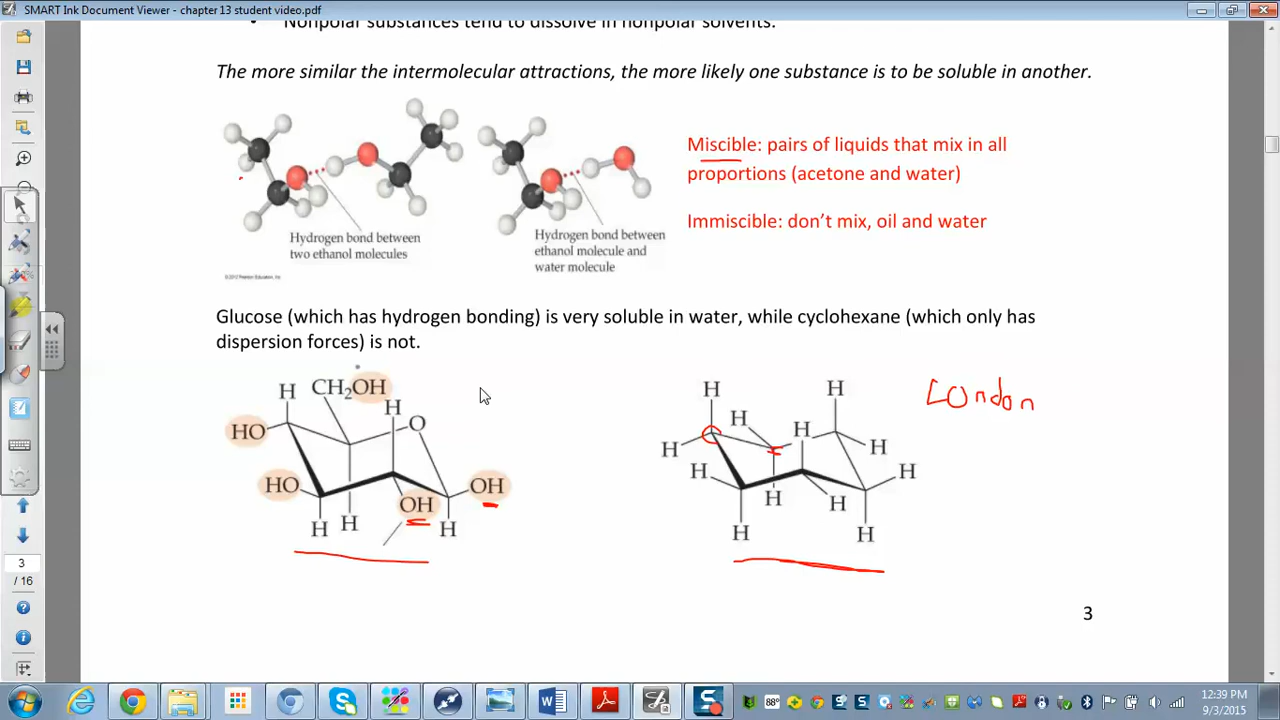 SMART Ink Document Viewer - chapter 13 student video.pdf
• Nonpolar substances tend to dissolve in nonpolar solvents.
The more similar the intermolecular attractions, the more likely one substance is to be soluble in another.
Miscible: pairs of liquids that mix in all
proportions (acetone and water)
Immiscible: don't mix, oil and water
Hydrogen bond between
two ethanol molecules
Hydrogen bond between
ethanol molecule and
water molecule
©2012 Pearson Education, Inc.
Glucose (which has hydrogen bonding) is very soluble in water, while cyclohexane (which only has
dispersion forces) is not.
H CH2OH
H
O
HO
HO
OH
OH
H H
H
H
H
H
H
H
H
H
H
H
H
H
H
H
London
3
3
/ 16
88°
12:39 PM
9/3/2015